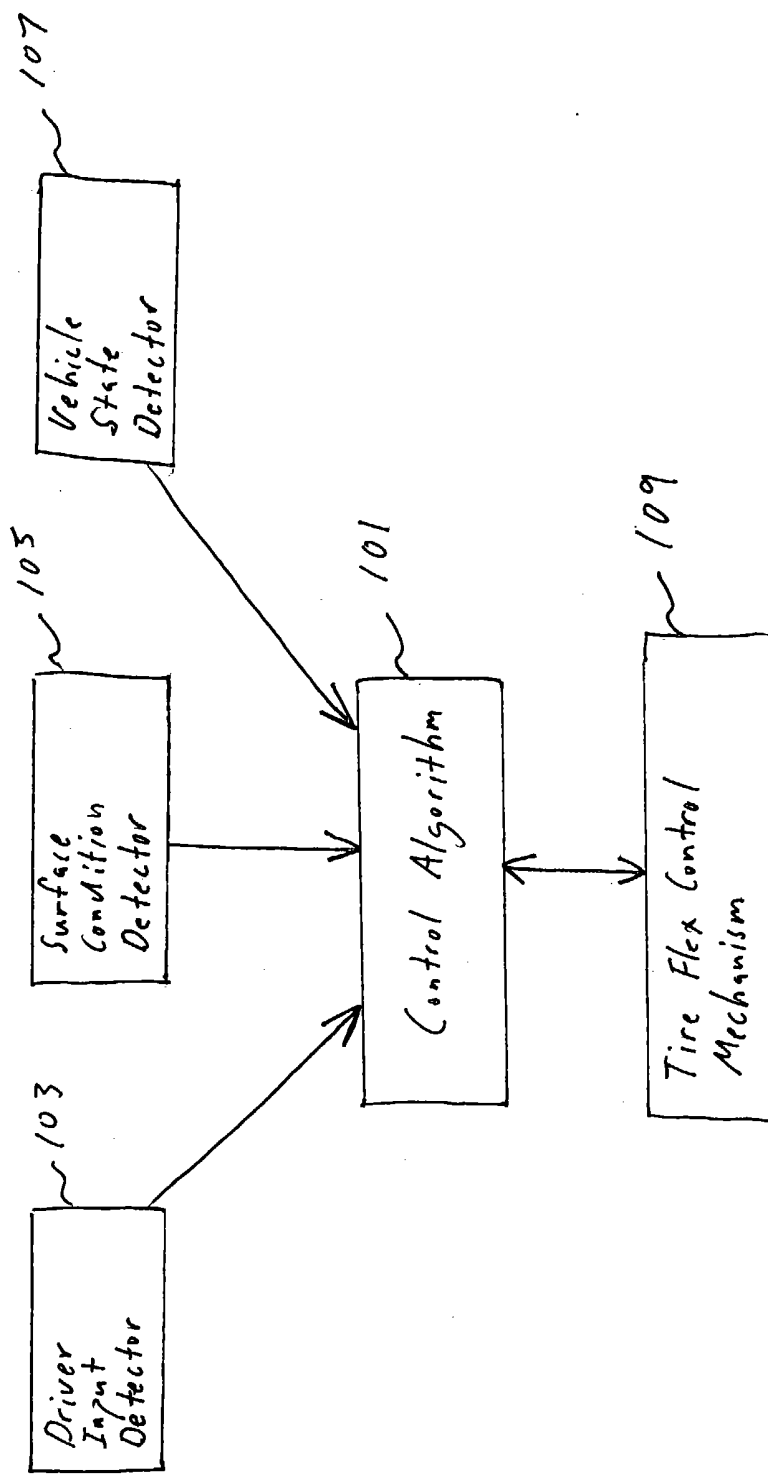 103
Driver
Input
Detector
105
Surface
Condition
Detector
107
Vehicle
State
Detector
101
Control Algorithm
109
Tire Flex Control
Mechanism